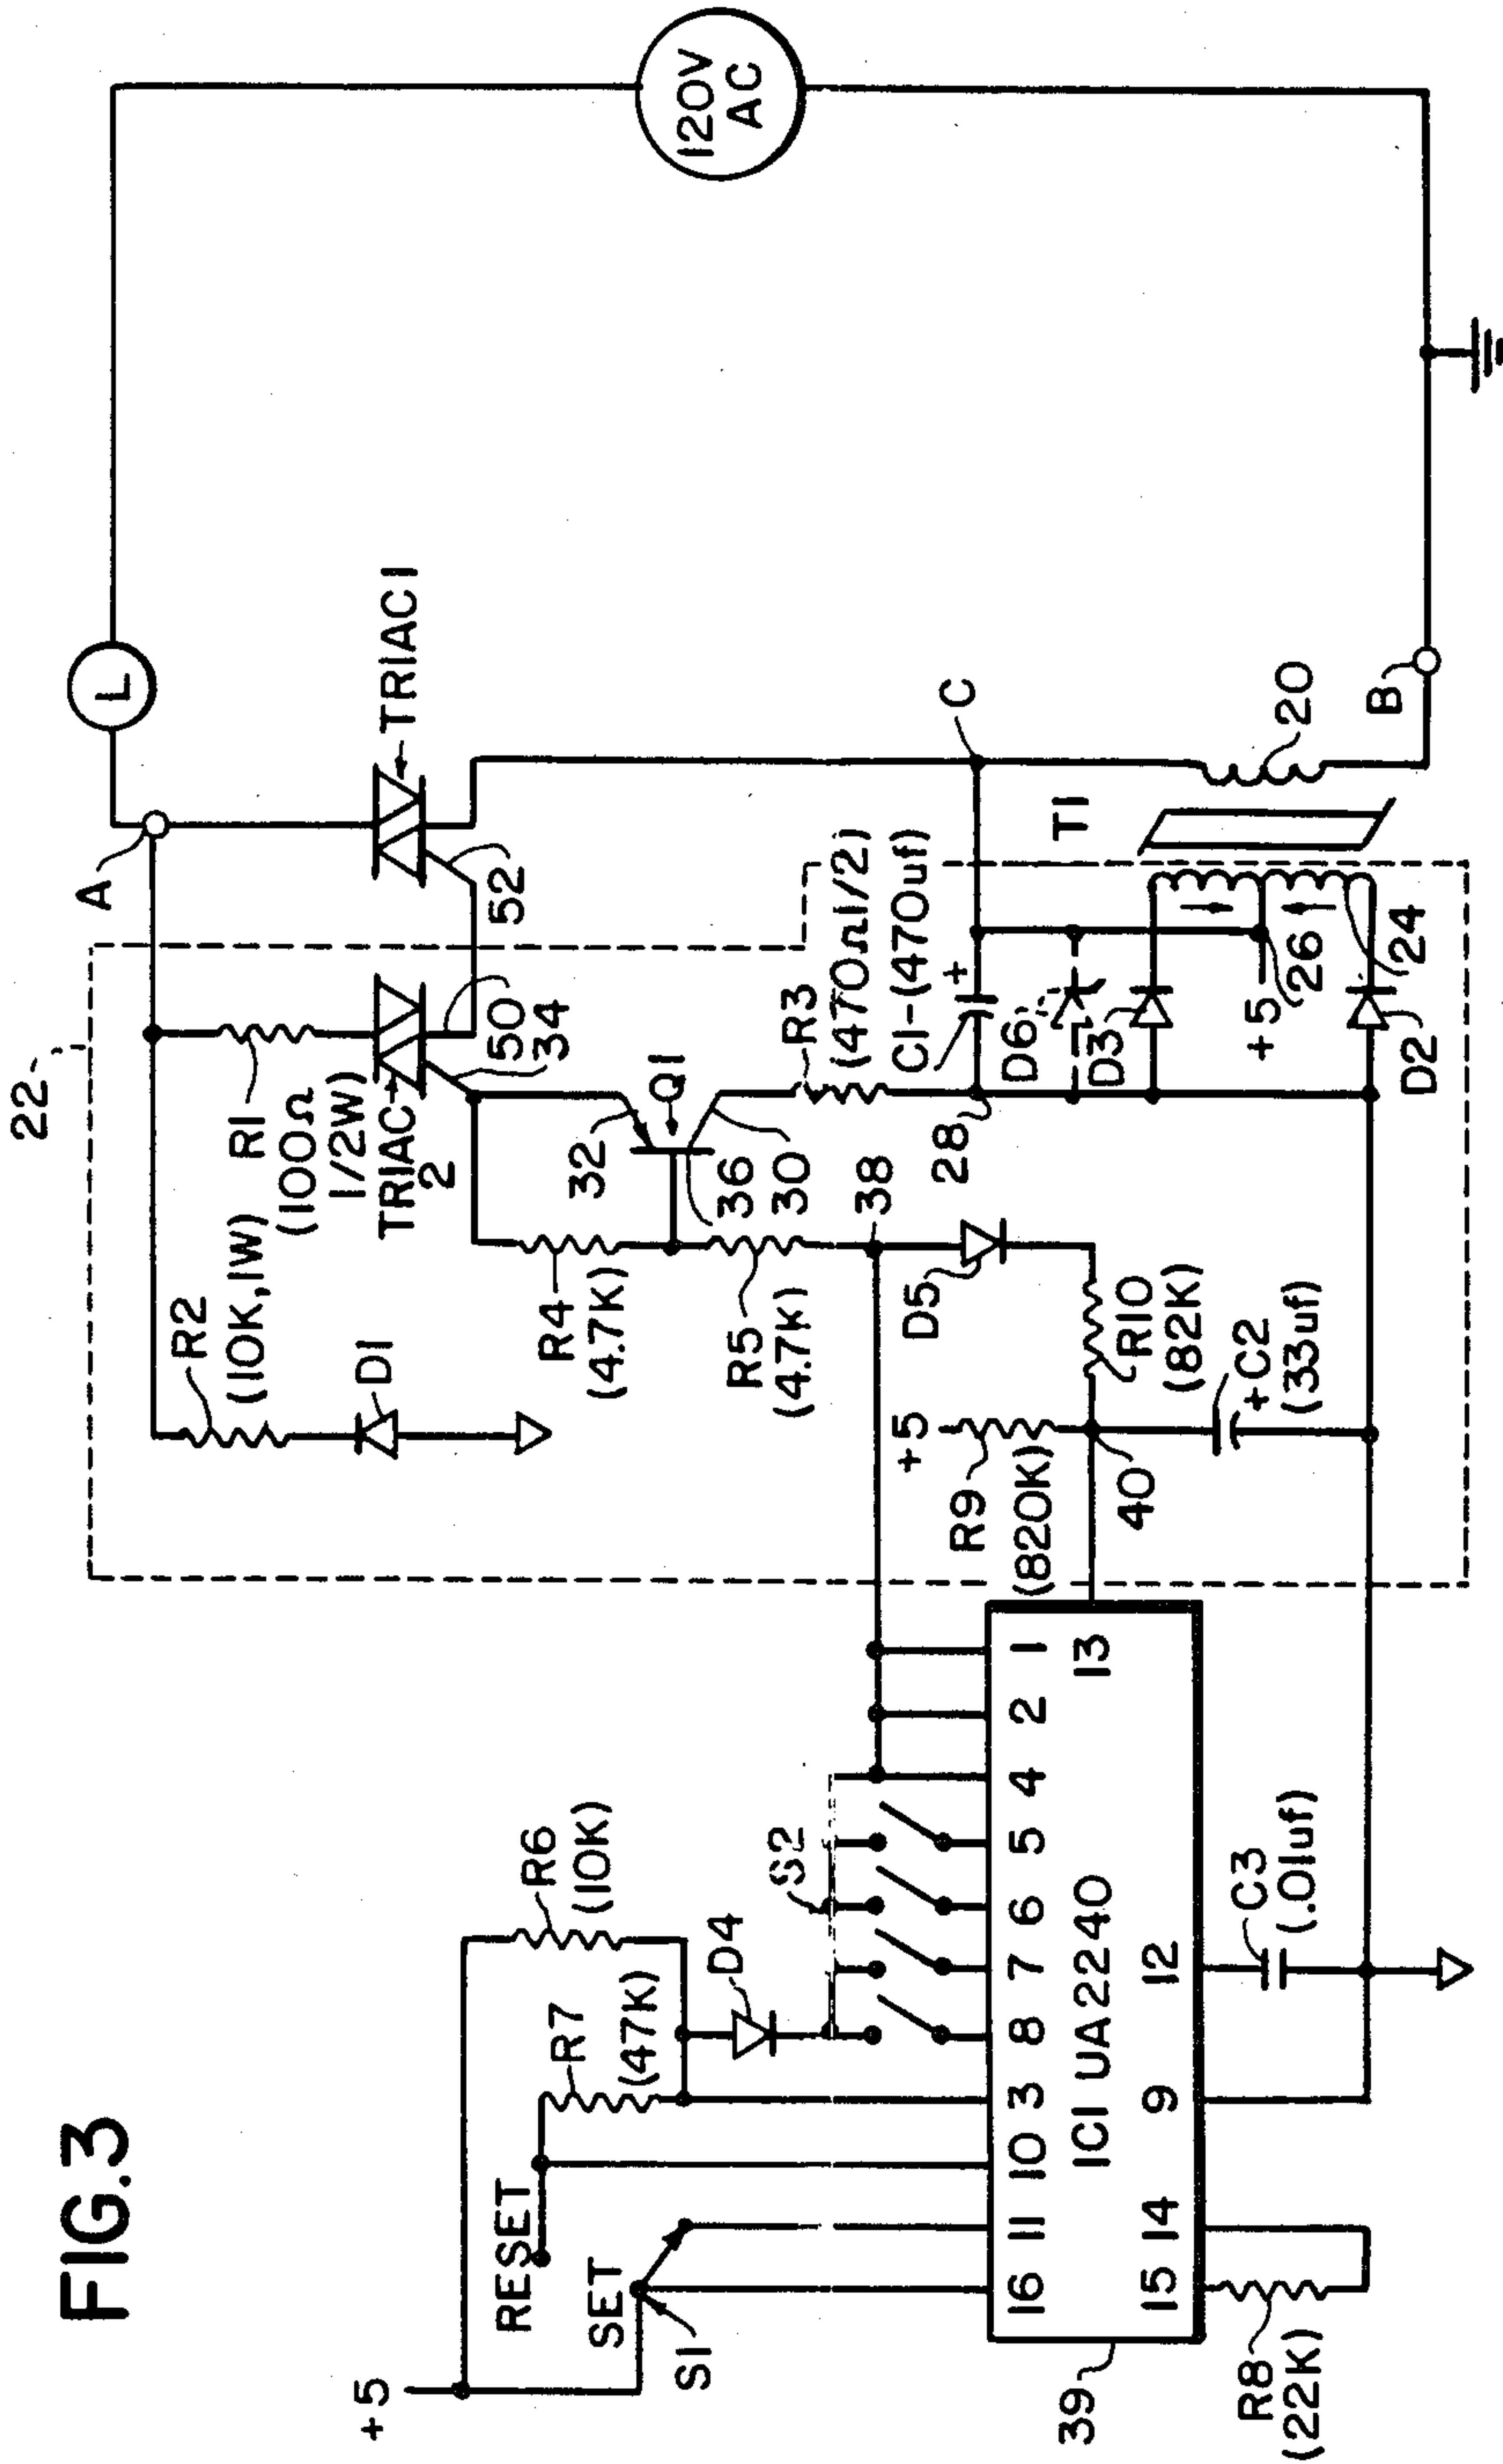 FIG.3
+5
RESET
SET
S1
R7
(47K)
R6
(10K)
D4
S2
39
16
11
10
3
8
7
6
5
4
2
1
13
IC1 UA2240
15
14
9
12
R8
(22K)
C3
(.01uf)
22
R2
(10K,1W)
D1
R1
(100Ω
1/2W)
TRIAC
2
R4
(4.7K)
R5
(4.7K)
32
Q1
36
30
38
50
34
52
D5
R10
(82K)
+5
R9
(820K)
40
+C2
(33uf)
R3
(470Ω1/2)
28
C1-(470uf)
+
D6
D3
+5
26
24
D2
A
L
TRIAC1
C
T1
20
B
120V
AC